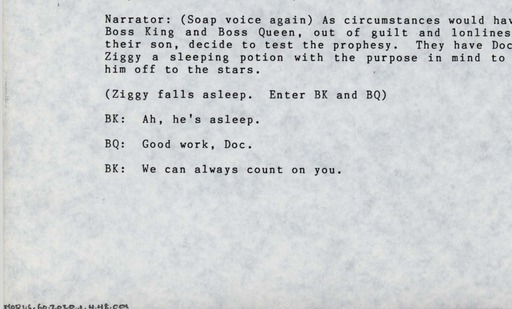 Narrator: (Soap voice again) As circumstances would hav
Boss King and Boss Queen, out of guilt and lonlines
their son, decide to test the prophesy. They have Doc
Ziggy a sleeping potion with the purpose in mind to
him off to the stars.
(Ziggy falls asleep. Enter BK and BQ)
BK: Ah, he's asleep.
BQ: Good work, Doc.
BK: We can always count on you.